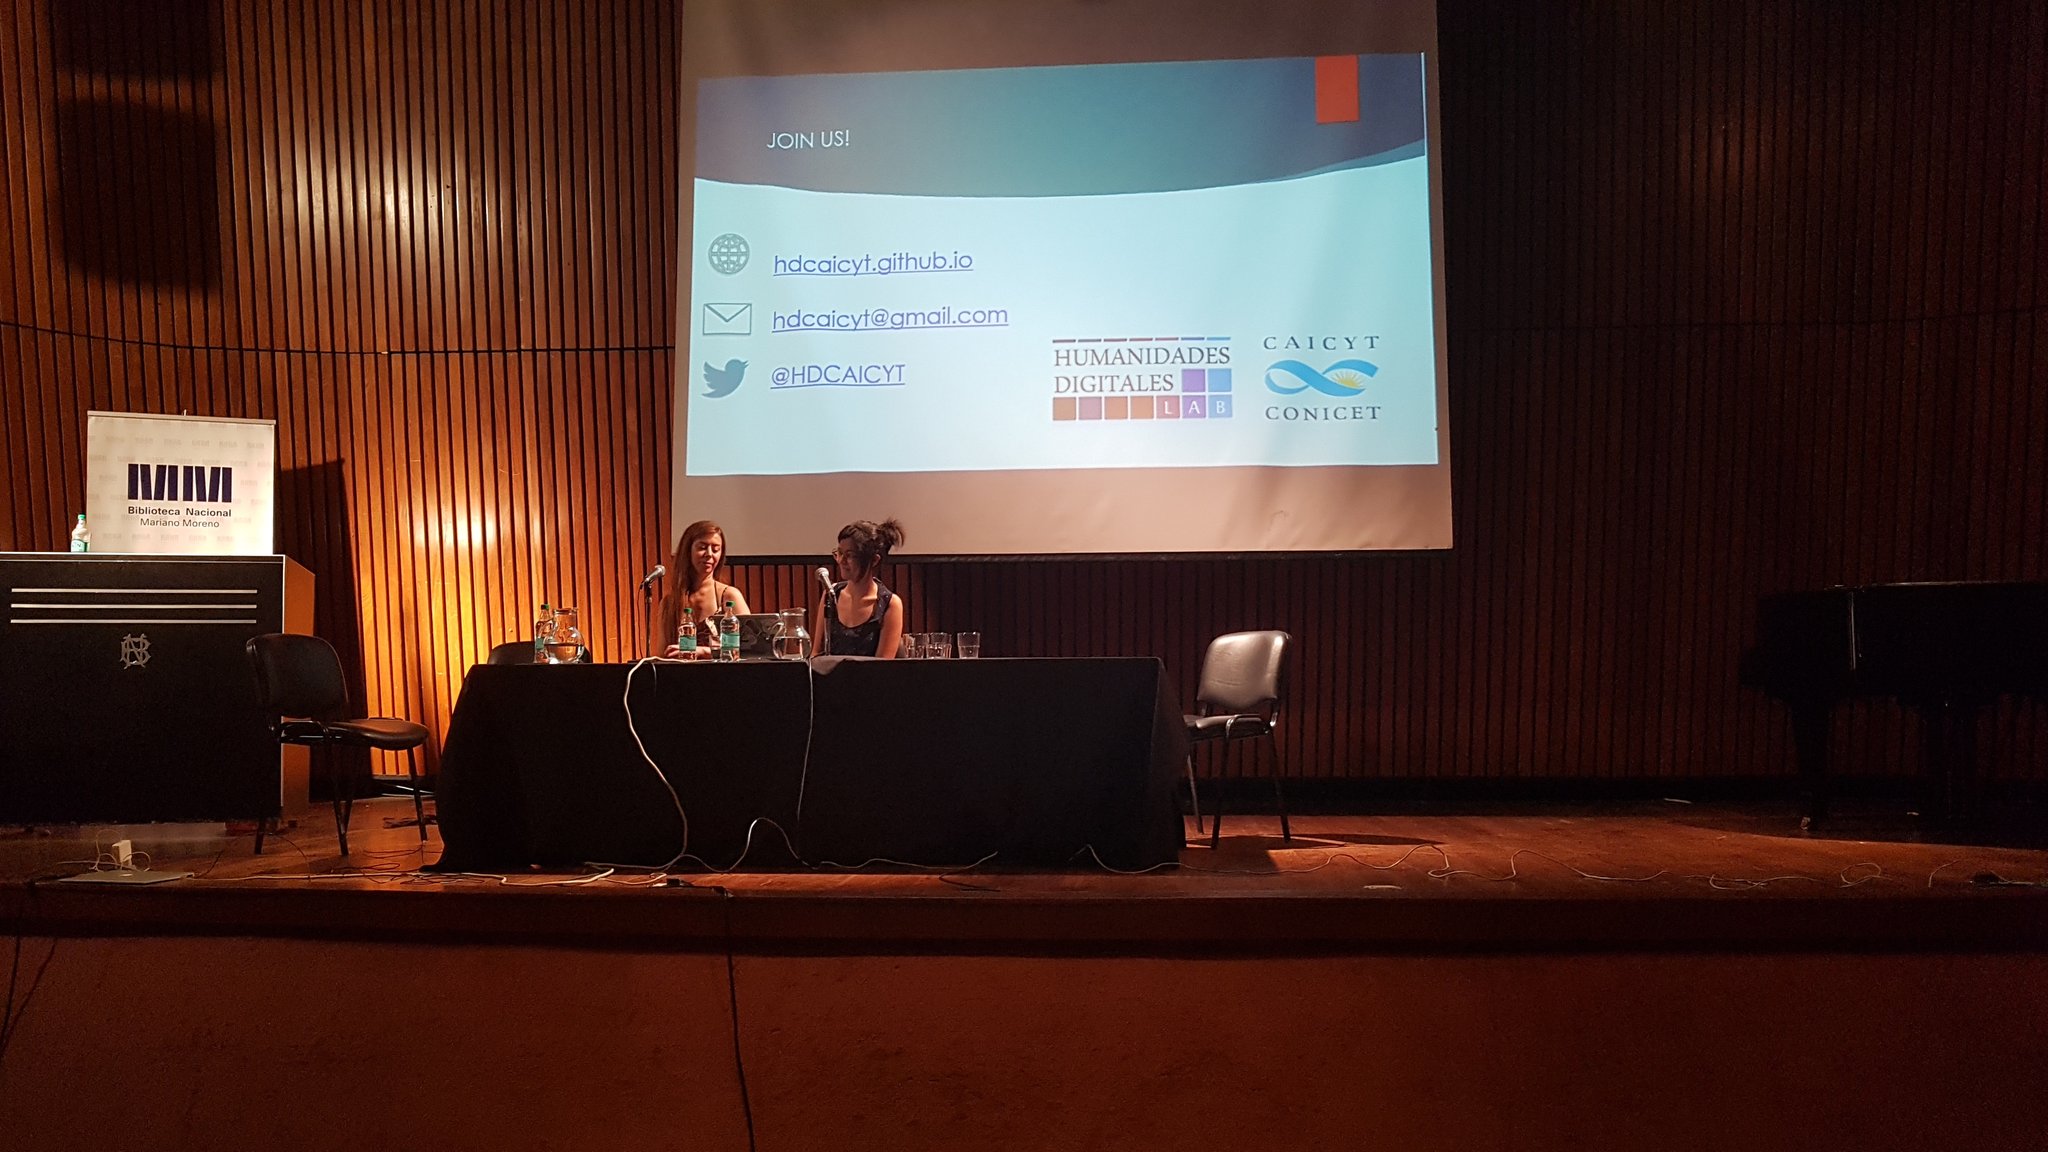 JOIN US!
hdcaicyt.github.io
hdcaicyt@gmail.com
@HDCAICYT
HUMANIDADES
DIGITALES
LAB
CAICYT
CONICET
Biblioteca Nacional
Mariano Moreno